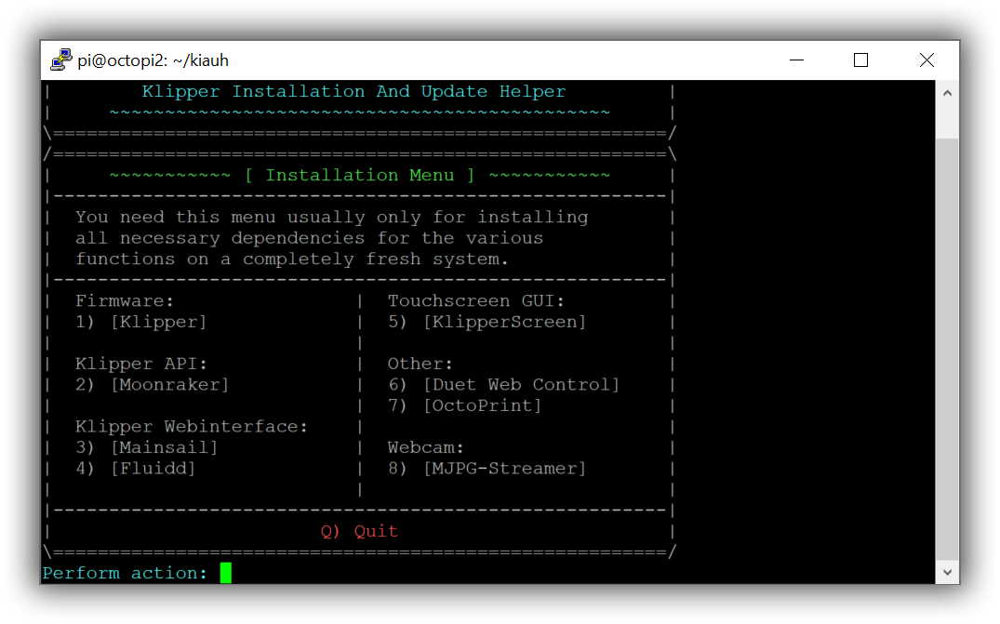 pi@octopi2: ~/kiauh
|        Klipper Installation And Update Helper         |
|     ~~~~~~~~~~~~~~~~~~~~~~~~~~~~~~~~~~~~~~~~~~~~~     |
\=======================================================/
/=======================================================\
|     ~~~~~~~~~~~ [ Installation Menu ] ~~~~~~~~~~~     |
|-------------------------------------------------------|
|  You need this menu usually only for installing       |
|  all necessary dependencies for the various           |
|  functions on a completely fresh system.              |
|-------------------------------------------------------|
|  Firmware:                |  Touchscreen GUI:         |
|  1) [Klipper]             |  5) [KlipperScreen]       |
|                           |                           |
|  Klipper API:             |  Other:                   |
|  2) [Moonraker]           |  6) [Duet Web Control]    |
|                           |  7) [OctoPrint]           |
|  Klipper Webinterface:    |                           |
|  3) [Mainsail]            |  Webcam:                  |
|  4) [Fluidd]              |  8) [MJPG-Streamer]       |
|                           |                           |
|-------------------------------------------------------|
|                        Q) Quit                        |
\=======================================================/
Perform action: